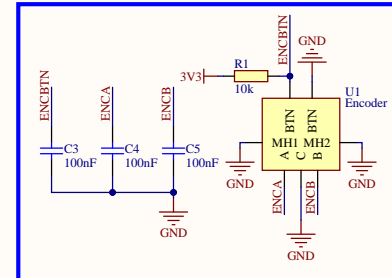 ENCBTN
GND
R1
3V3
10k
U1
Encoder
ENCBTN
ENCA
ENCB
BTN
BTN
MH1
MH2
A
C
B
C3
100nF
C4
100nF
C5
100nF
GND
GND
ENCA
ENCB
GND
GND